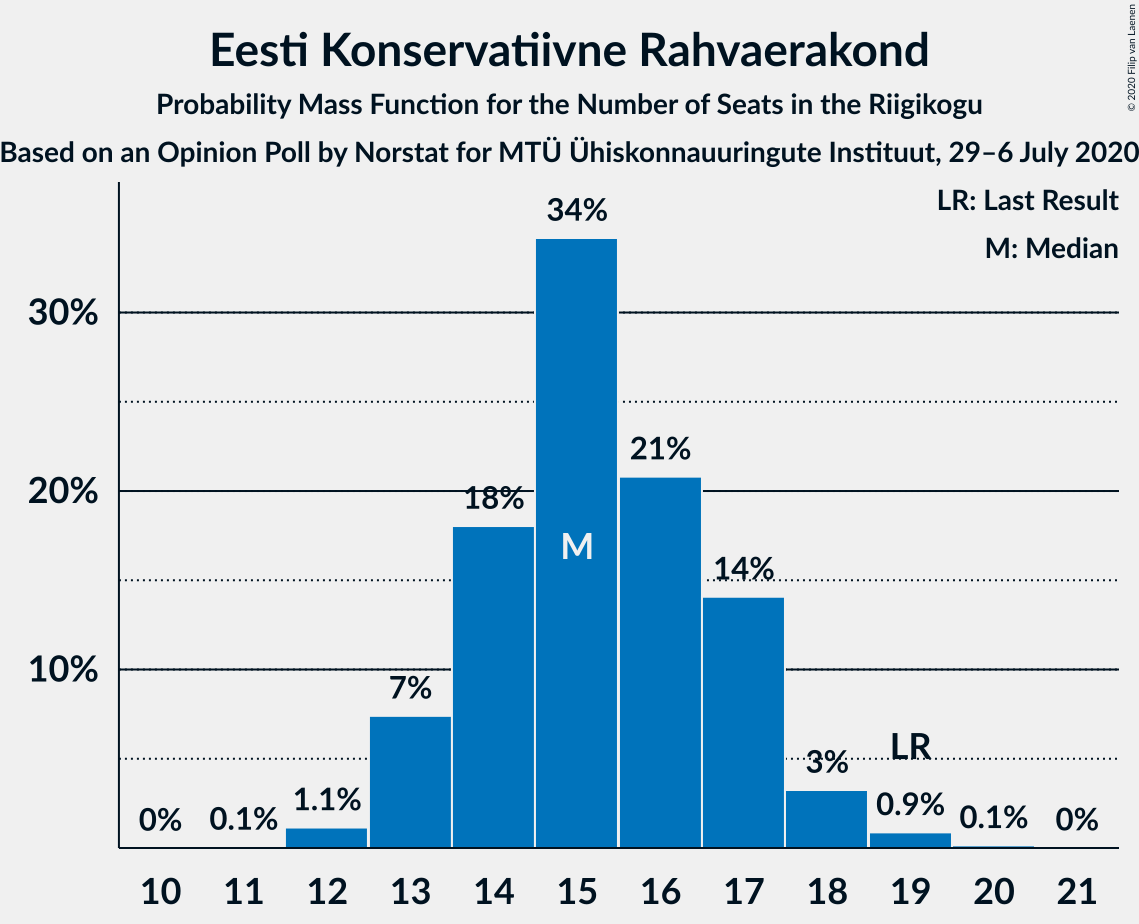 Eesti Konservatiivne Rahvaerakond
Probability Mass Function for the Number of Seats in the Riigikogu
Based on an Opinion Poll by Norstat for MTÜ Ühiskonnauuringute Instituut, 29–6 July 2020
© 2020 Filip van Laenen
LR: Last Result
M: Median
34%
30%
21%
20%
18%
M
14%
10%
7%
LR
3%
1.1%
0.9%
0% 0.1% 0.1% 0%
10 11 12 13 14 15 16 17 18 19 20 21